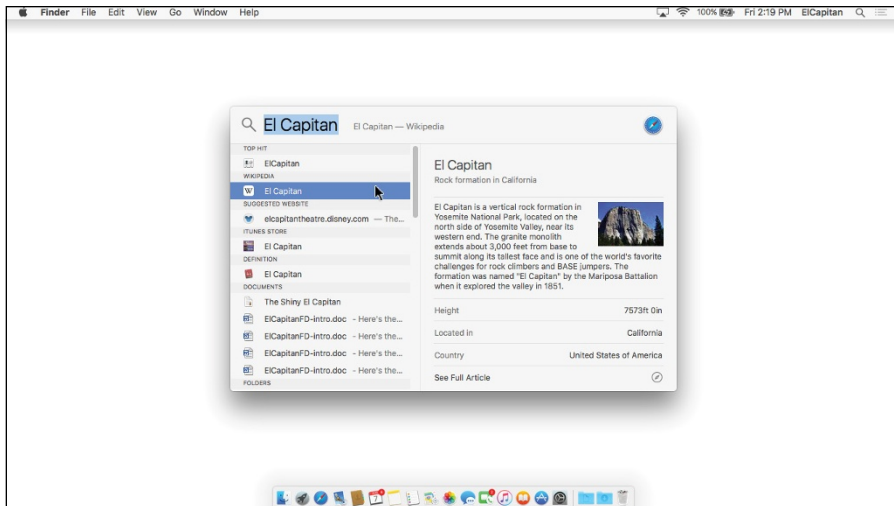 Finder File Edit View Go Window Help
100% Fri 2:19 PM ElCapitan
El Capitan El Capitan — Wikipedia
TOP HIT
ElCapitan
WIKIPEDIA
W El Capitan
SUGGESTED WEBSITE
elcapitantheatre.disney.com — The...
ITUNES STORE
El Capitan
DEFINITION
El Capitan
DOCUMENTS
The Shiny El Capitan
ElCapitanFD-intro.doc - Here's the...
ElCapitanFD-intro.doc - Here's the...
ElCapitanFD-intro.doc - Here's the...
ElCapitanFD-intro.doc - Here's the...
FOLDERS
El Capitan
Rock formation in California
El Capitan is a vertical rock formation in
Yosemite National Park, located on the
north side of Yosemite Valley, near its
western end. The granite monolith
extends about 3,000 feet from base to
summit along its tallest face and is one of the world's favorite
challenges for rock climbers and BASE jumpers. The
formation was named "El Capitan" by the Mariposa Battalion
when it explored the valley in 1851.
Height 7573ft 0in
Located in California
Country United States of America
See Full Article
7